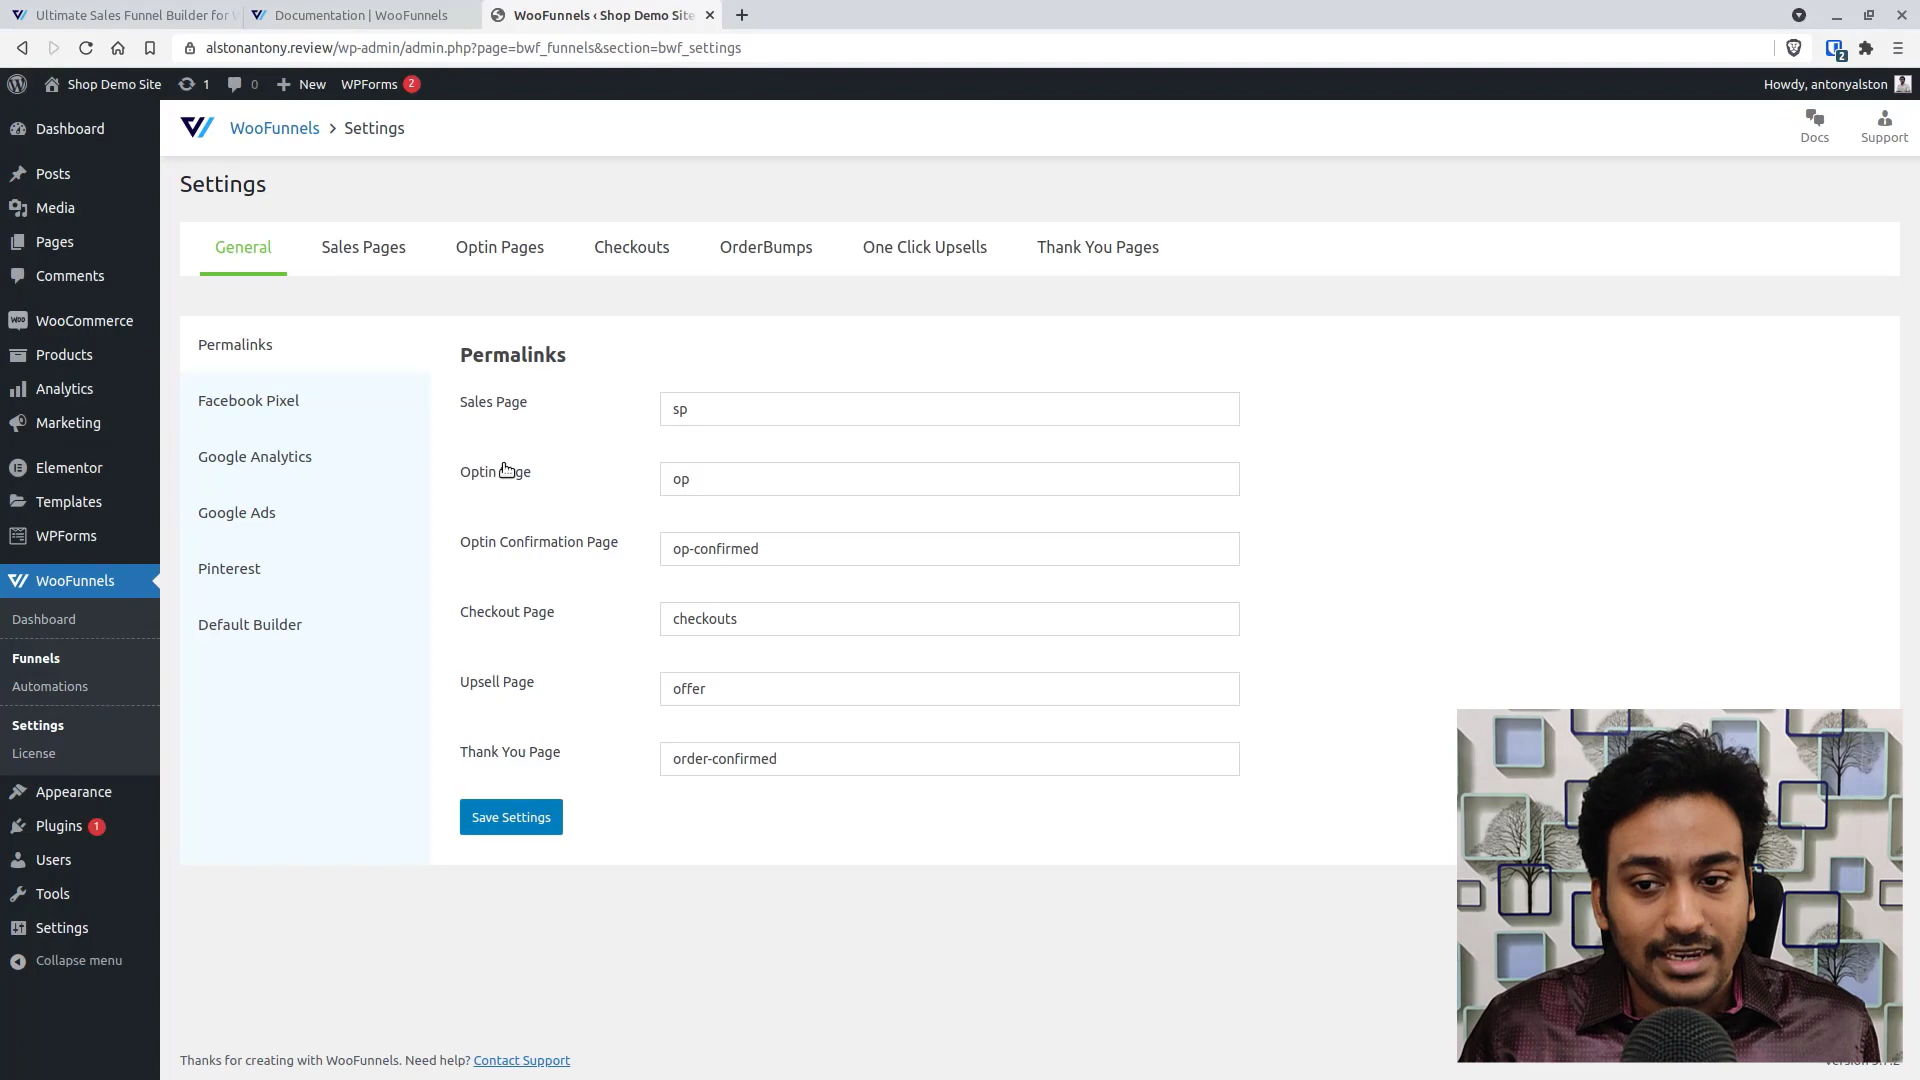 Ultimate Sales Funnel Builder for
Documentation | WooFunnels
WooFunnels ‹ Shop Demo Site
alstonantony.review/wp-admin/admin.php?page=bwf_funnels&section=bwf_settings
2
Shop Demo Site
1
0
New
WPForms
2
Howdy, antonyalston
Dashboard
Posts
Media
Pages
Comments
WooCommerce
Products
Analytics
Marketing
Elementor
Templates
WPForms
WooFunnels
Dashboard
Funnels
Automations
Settings
License
Appearance
Plugins 1
Users
Tools
Settings
Collapse menu
WooFunnels > Settings
Docs
Support
Settings
General
Sales Pages
Optin Pages
Checkouts
OrderBumps
One Click Upsells
Thank You Pages
Permalinks
Facebook Pixel
Google Analytics
Google Ads
Pinterest
Default Builder
Permalinks
Sales Page
sp
Optin Page
op
Optin Confirmation Page
op-confirmed
Checkout Page
checkouts
Upsell Page
offer
Thank You Page
order-confirmed
Save Settings
Thanks for creating with WooFunnels. Need help? Contact Support